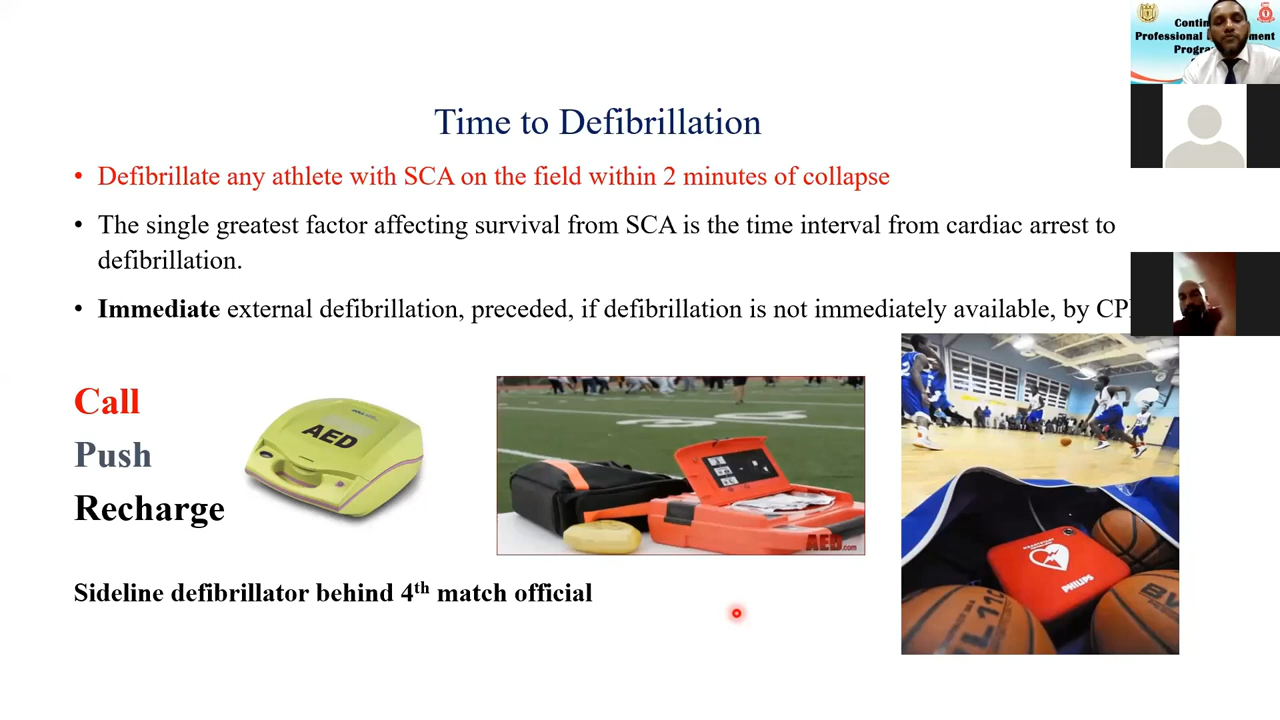 Time to Defibrillation
• Defibrillate any athlete with SCA on the field within 2 minutes of collapse
• The single greatest factor affecting survival from SCA is the time interval from cardiac arrest to
defibrillation.
• Immediate external defibrillation, preceded, if defibrillation is not immediately available, by
Call
Push
Recharge
AED
AED.com
PHILIPS
Sideline defibrillator behind 4th match official
Professional